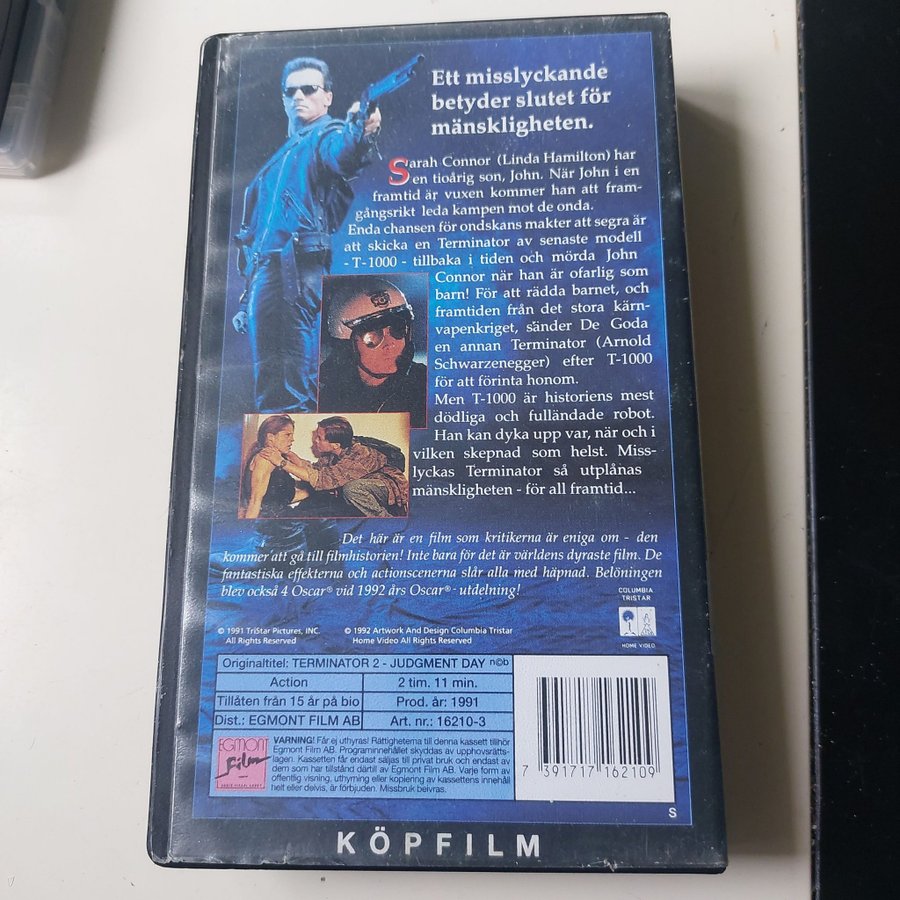 Ett misslyckande
betyder slutet för
mänskligheten.
Sarah Connor (Linda Hamilton) har
en tioårig son, John. När John i en
framtid är vuxen kommer han att fram-
gångsrikt leda kampen mot de onda.
Enda chansen för ondskans makter att segra är
att skicka en Terminator av senaste modell
- T-1000 - tillbaka i tiden och mörda John
Connor när han är ofarlig som
barn! För att rädda barnet, och
framtiden från det stora kärn-
vapenkriget, sänder De Goda
en annan Terminator (Arnold
Schwarzenegger) efter T-1000
för att förinta honom.
Men T-1000 är historiens mest
dödliga och fulländade robot.
Han kan dyka upp var, när och i
vilken skepnad som helst. Miss-
lyckas Terminator så utplånas
mänskligheten - för all framtid...
Det här är en film som kritikerna är eniga om - den
kommer att gå till filmhistorien! Inte bara för det är världens dyraste film. De
fantastiska effekterna och actionscenerna slår alla med häpnad. Belöningen
blev också 4 Oscar® vid 1992 års Oscar®- utdelning!
COLUMBIA
TRISTAR
HOME VIDEO
© 1991 TriStar Pictures, INC.
All Rights Reserved
© 1992 Artwork And Design Columbia Tristar
Home Video All Rights Reserved
Originaltitel: TERMINATOR 2 - JUDGMENT DAY n©b
Action
2 tim. 11 min.
Tillåten från 15 år på bio
Prod. år: 1991
Dist.: EGMONT FILM AB
Art. nr.: 16210-3
EGMONT
Film
VARNING! Får ej uthyras! Rättigheterna till denna kassett tillhör
Egmont Film AB. Programinnehållet skyddas av upphovsrätts-
lagen. Kassetten får endast säljas till privat bruk och endast av
dem som har tillstånd därtill av Egmont Film AB. Varje form av
offentlig visning, uthyrning eller kopiering av kassettens innehåll
helt eller delvis, är förbjuden. Missbruk beivras.
7 391717 162109
S
KÖPFILM